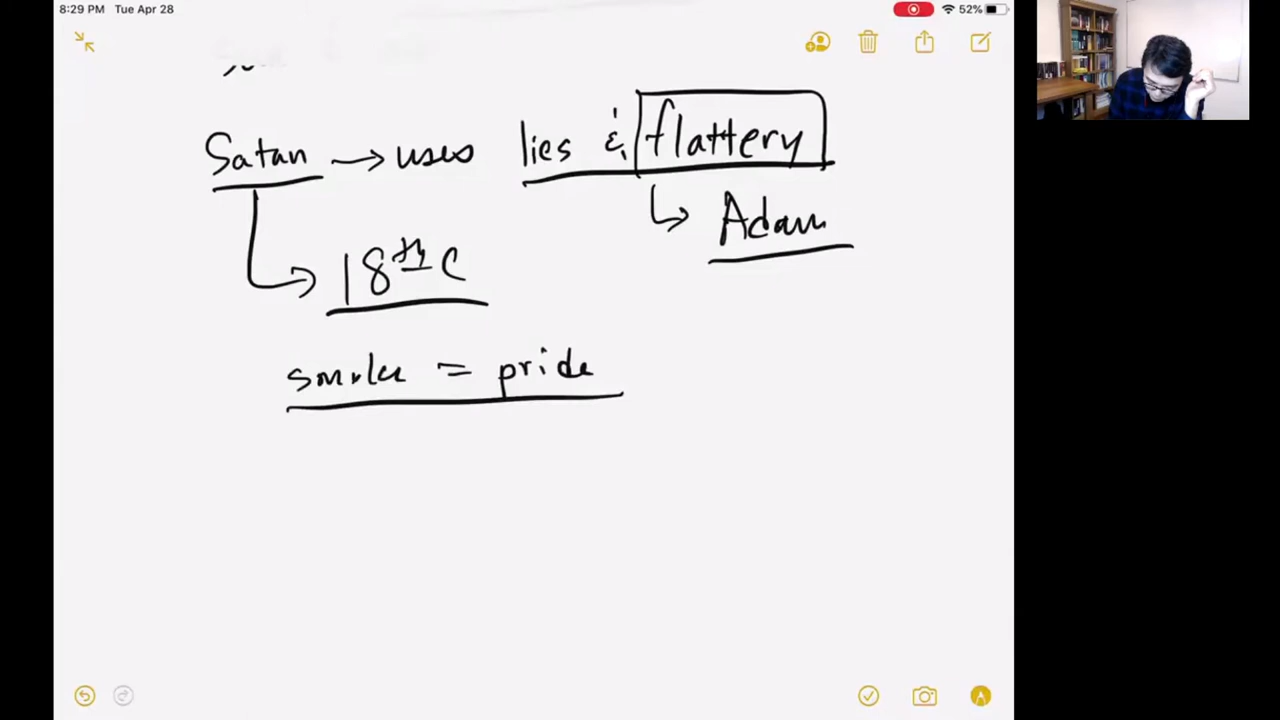 8:29 PM Tue Apr 28 52%
Satan → uses lies & flattery
↳ Adam
↳ 18th C
smoke = pride